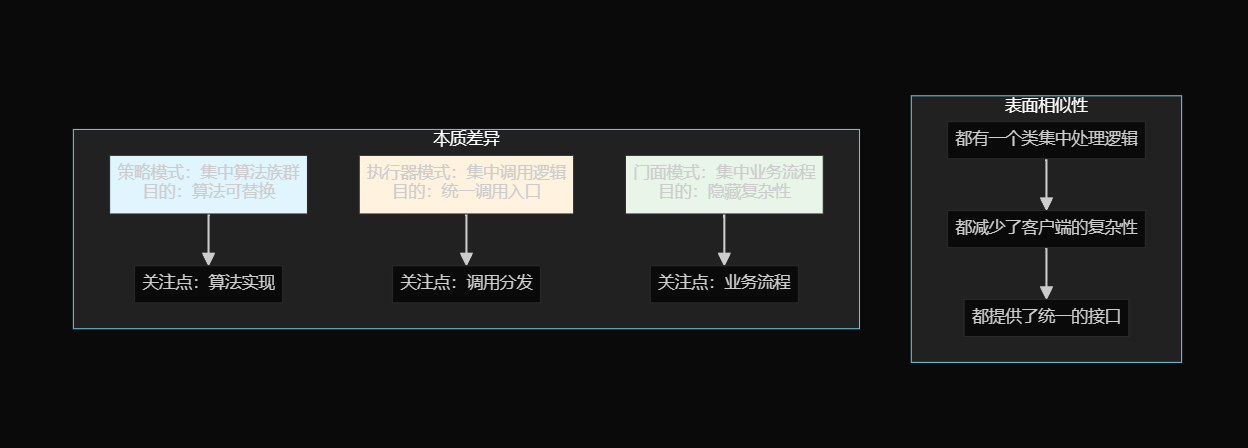 本质差异
策略模式：集中算法族群
目的：算法可替换
关注点：算法实现
执行器模式：集中调用逻辑
目的：统一调用入口
关注点：调用分发
门面模式：集中业务流程
目的：隐藏复杂性
关注点：业务流程
表面相似性
都有一个类集中处理逻辑
都减少了客户端的复杂性
都提供了统一的接口